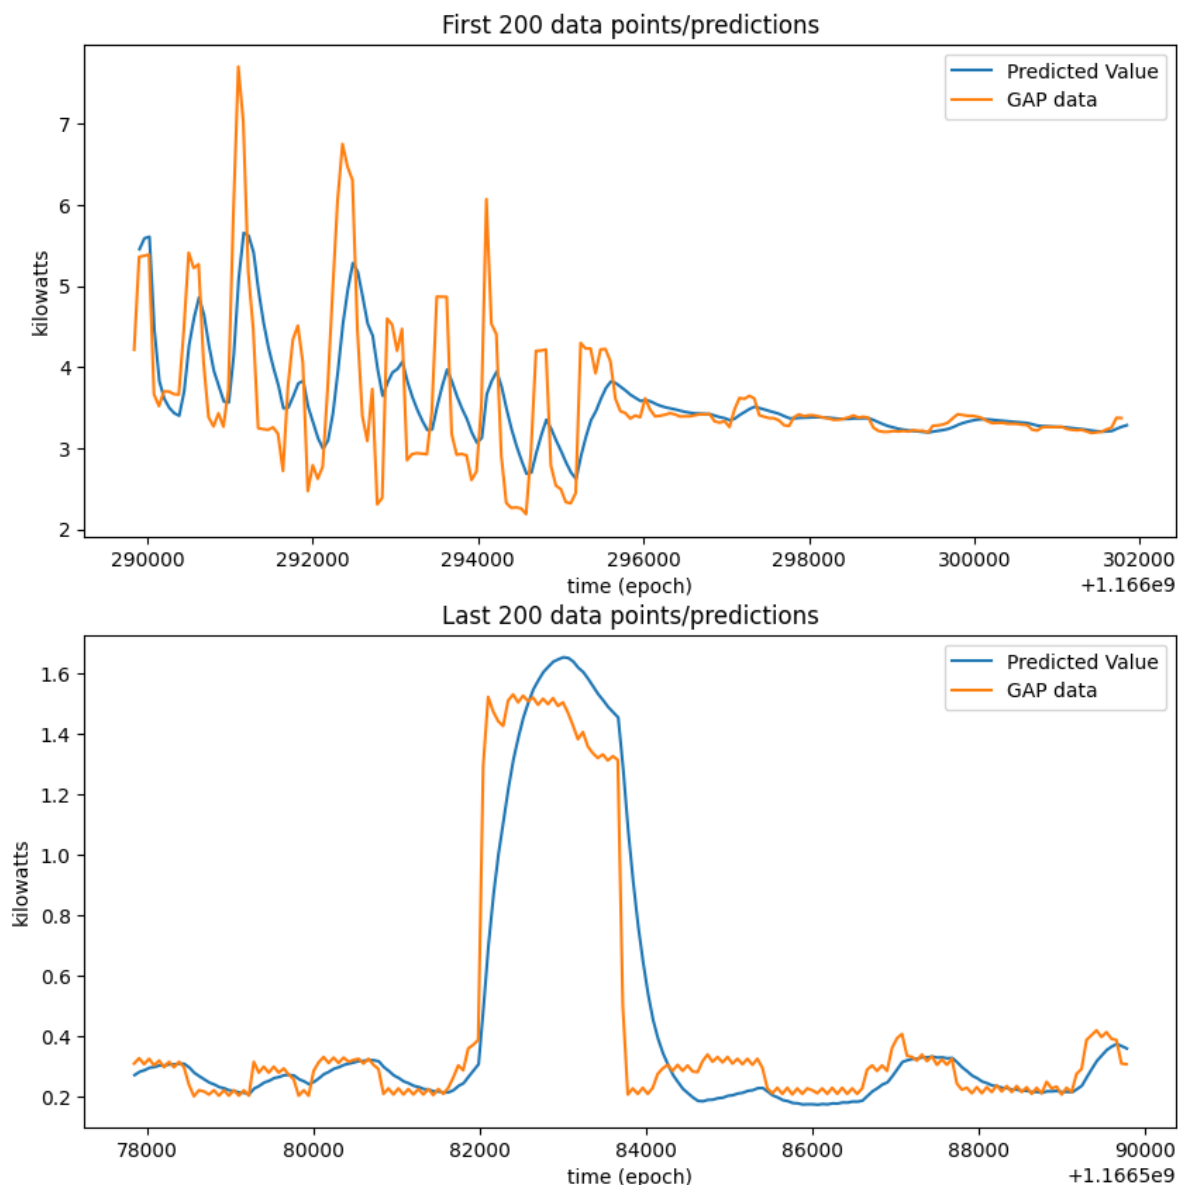 First 200 data points/predictions
Predicted Value
GAP data
kilowatts
7
6
5
4
3
2
290000 292000 294000 296000 298000 300000 302000
time (epoch)
+1.166e9
Last 200 data points/predictions
Predicted Value
GAP data
kilowatts
1.6
1.4
1.2
1.0
0.8
0.6
0.4
0.2
78000 80000 82000 84000 86000 88000 90000
time (epoch)
+1.1665e9